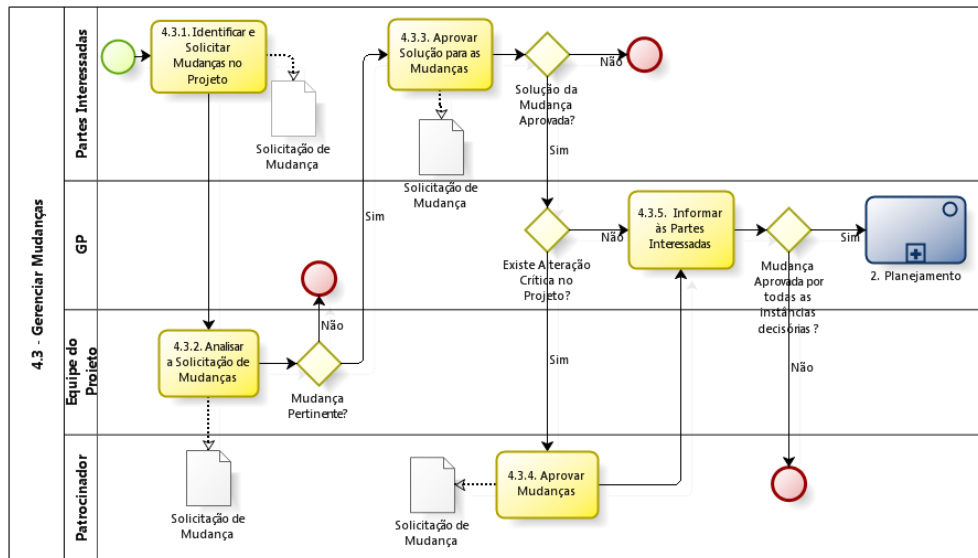 4.3 - Gerenciar Mudanças
Partes Interessadas
4.3.1. Identificar e
Solicitar
Mudanças no
Projeto
Solicitação de
Mudança
4.3.3. Aprovar
Solução para as
Mudanças
Solicitação de
Mudança
Solução da
Mudança
Aprovada?
Não
Sim
GP
Sim
Não
Existe Alteração
Crítica no
Projeto?
Não
4.3.5. Informar
às Partes
Interessadas
Mudança
Aprovada por
todas as
instâncias
decisórias ?
Sim
2. Planejamento
Equipe do
Projeto
4.3.2. Analisar
a Solicitação de
Mudanças
Mudança
Pertinente?
Sim
Não
Patrocinador
Solicitação de
Mudança
Solicitação de
Mudança
4.3.4. Aprovar
Mudanças